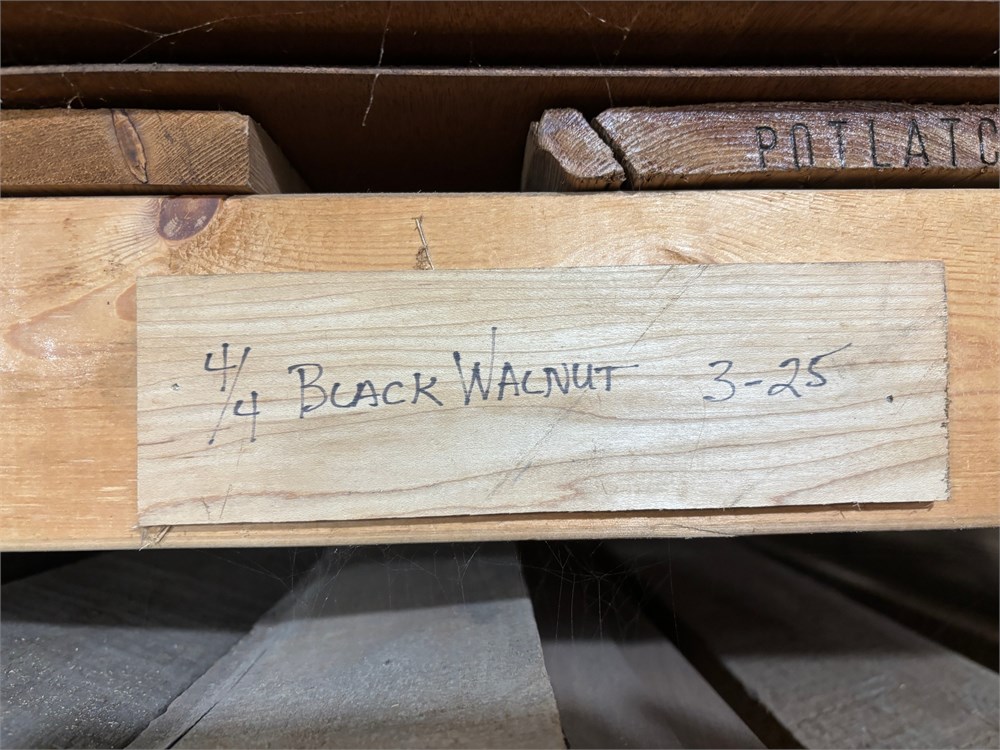 POTLATC
4/4 BLACK WALNUT 3-25